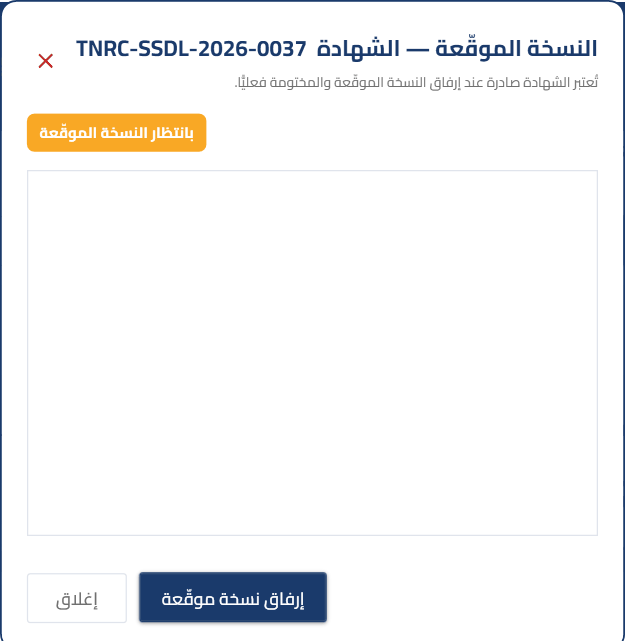 النسخة الموقّعة — الشهادة TNRC-SSDL-2026-0037
تُعتبر الشهادة صادرة عند إرفاق النسخة الموقّعة والمختومة فعليًّا.
بانتظار النسخة الموقّعة
إرفاق نسخة موقّعة
إغلاق